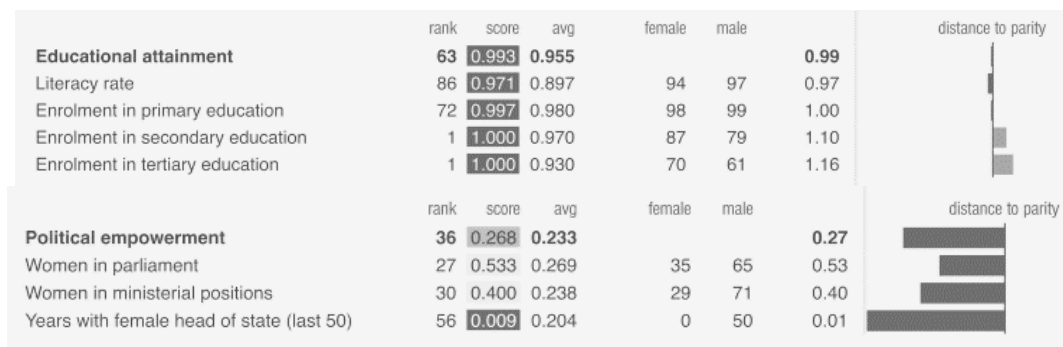 rank score avg female male distance to parity
Educational attainment 63 0.993 0.955 0.99
Literacy rate 86 0.971 0.897 94 97 0.97
Enrolment in primary education 72 0.997 0.980 98 99 1.00
Enrolment in secondary education 1 1.000 0.970 87 79 1.10
Enrolment in tertiary education 1 1.000 0.930 70 61 1.16
rank score avg female male distance to parity
Political empowerment 36 0.268 0.233 0.27
Women in parliament 27 0.533 0.269 35 65 0.53
Women in ministerial positions 30 0.400 0.238 29 71 0.40
Years with female head of state (last 50) 56 0.009 0.204 0 50 0.01